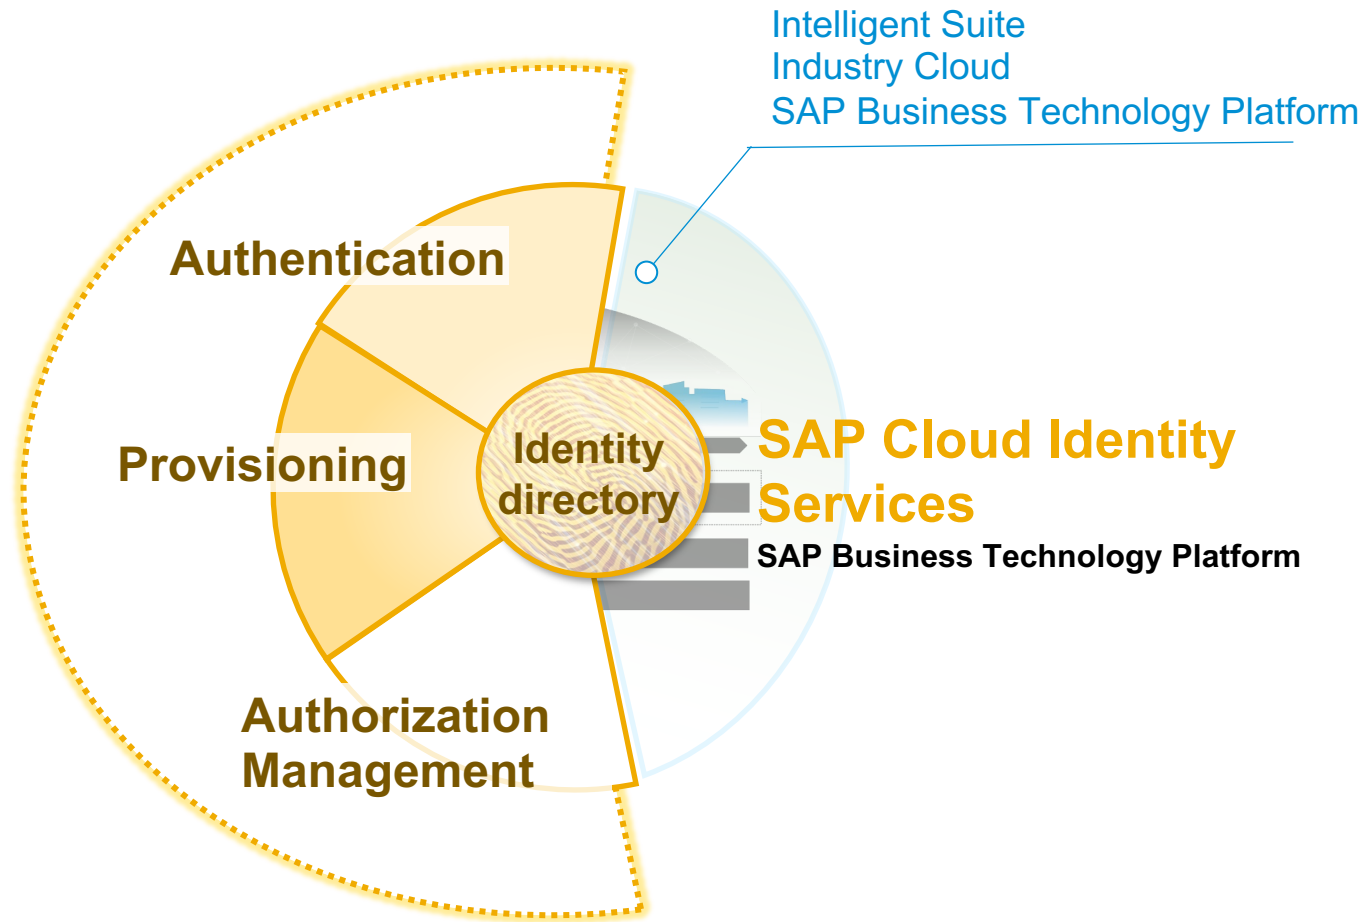 Intelligent Suite
Industry Cloud
SAP Business Technology Platform
Authentication
Provisioning
Identity
directory
SAP Cloud Identity
Services
SAP Business Technology Platform
Authorization
Management